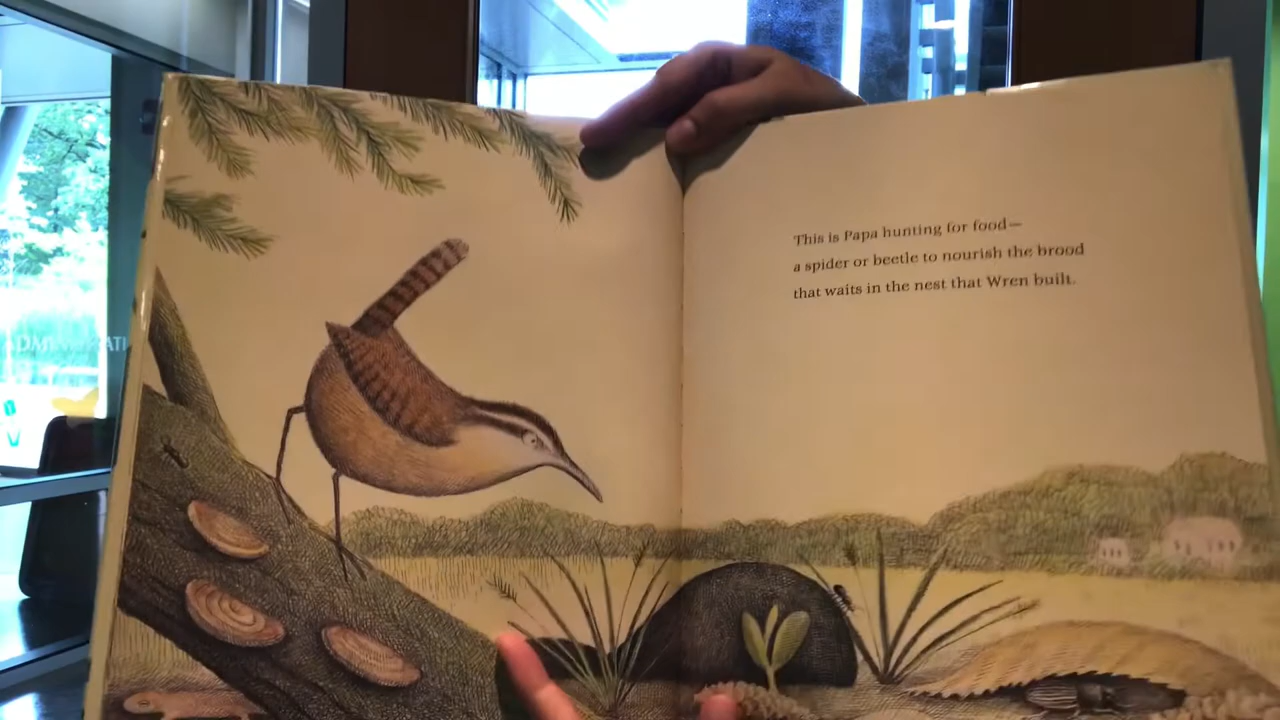 This is Papa hunting for food—
a spider or beetle to nourish the brood
that waits in the nest that Wren built.